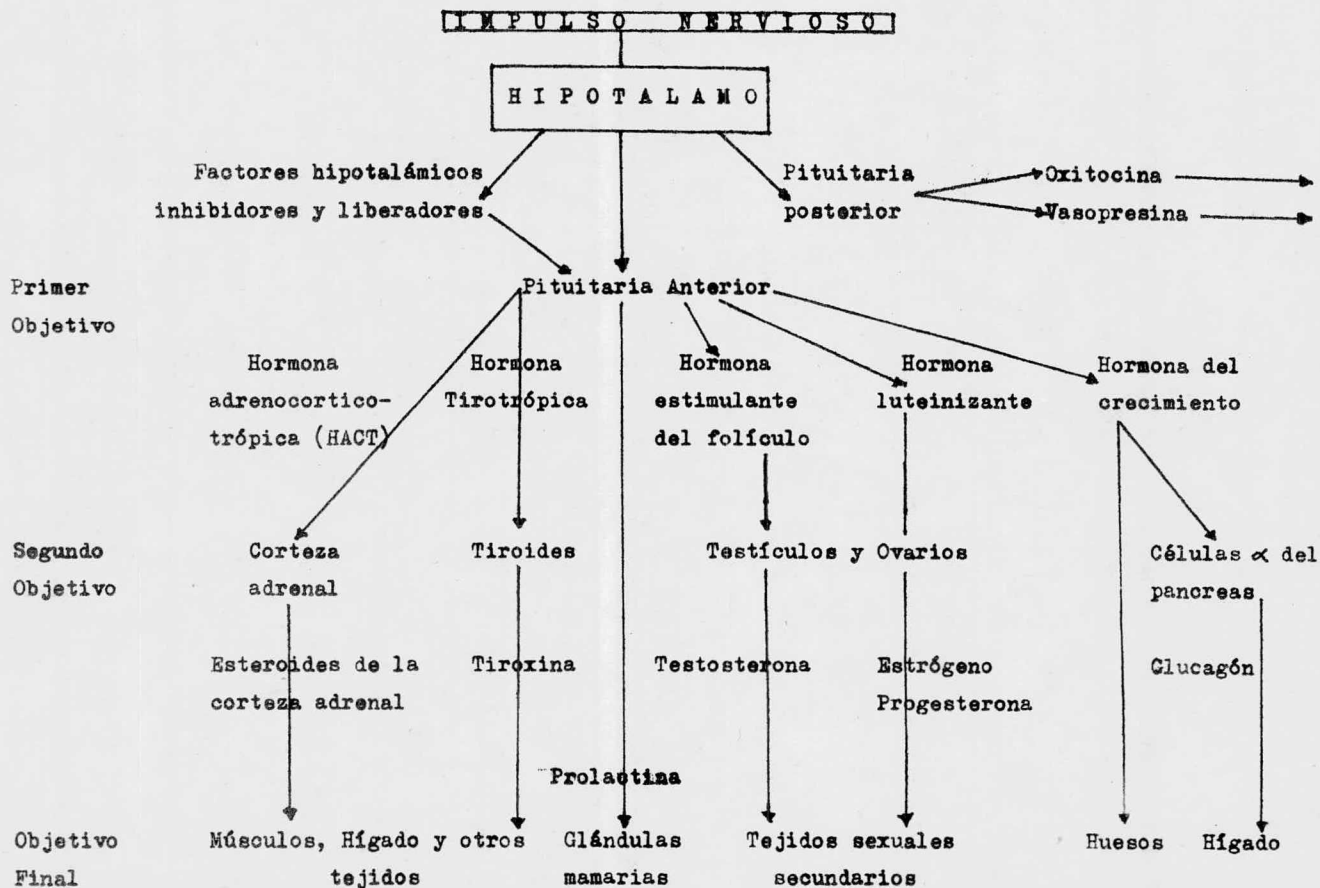 IMPULSO NERVIOSO
HIPOTALAMO
Factores hipotalámicos
inhibidores y liberadores
Pituitaria
posterior
Oxitocina
Vasopresina
Primer
Objetivo
Pituitaria Anterior
Hormona
adrenocortico-
trópica (HACT)
Hormona
Tirotrópica
Hormona
estimulante
del folículo
Hormona
luteinizante
Hormona del
crecimiento
Segundo
Objetivo
Corteza
adrenal
Tiroides
Testículos y Ovarios
Células ∝ del
pancreas
Esteroides de la
corteza adrenal
Tiroxina
Testosterona
Estrógeno
Progesterona
Glucagón
Prolactina
Objetivo
Final
Músculos, Hígado y otros
tejidos
Glándulas
mamarias
Tejidos sexuales
secundarios
Huesos
Hígado